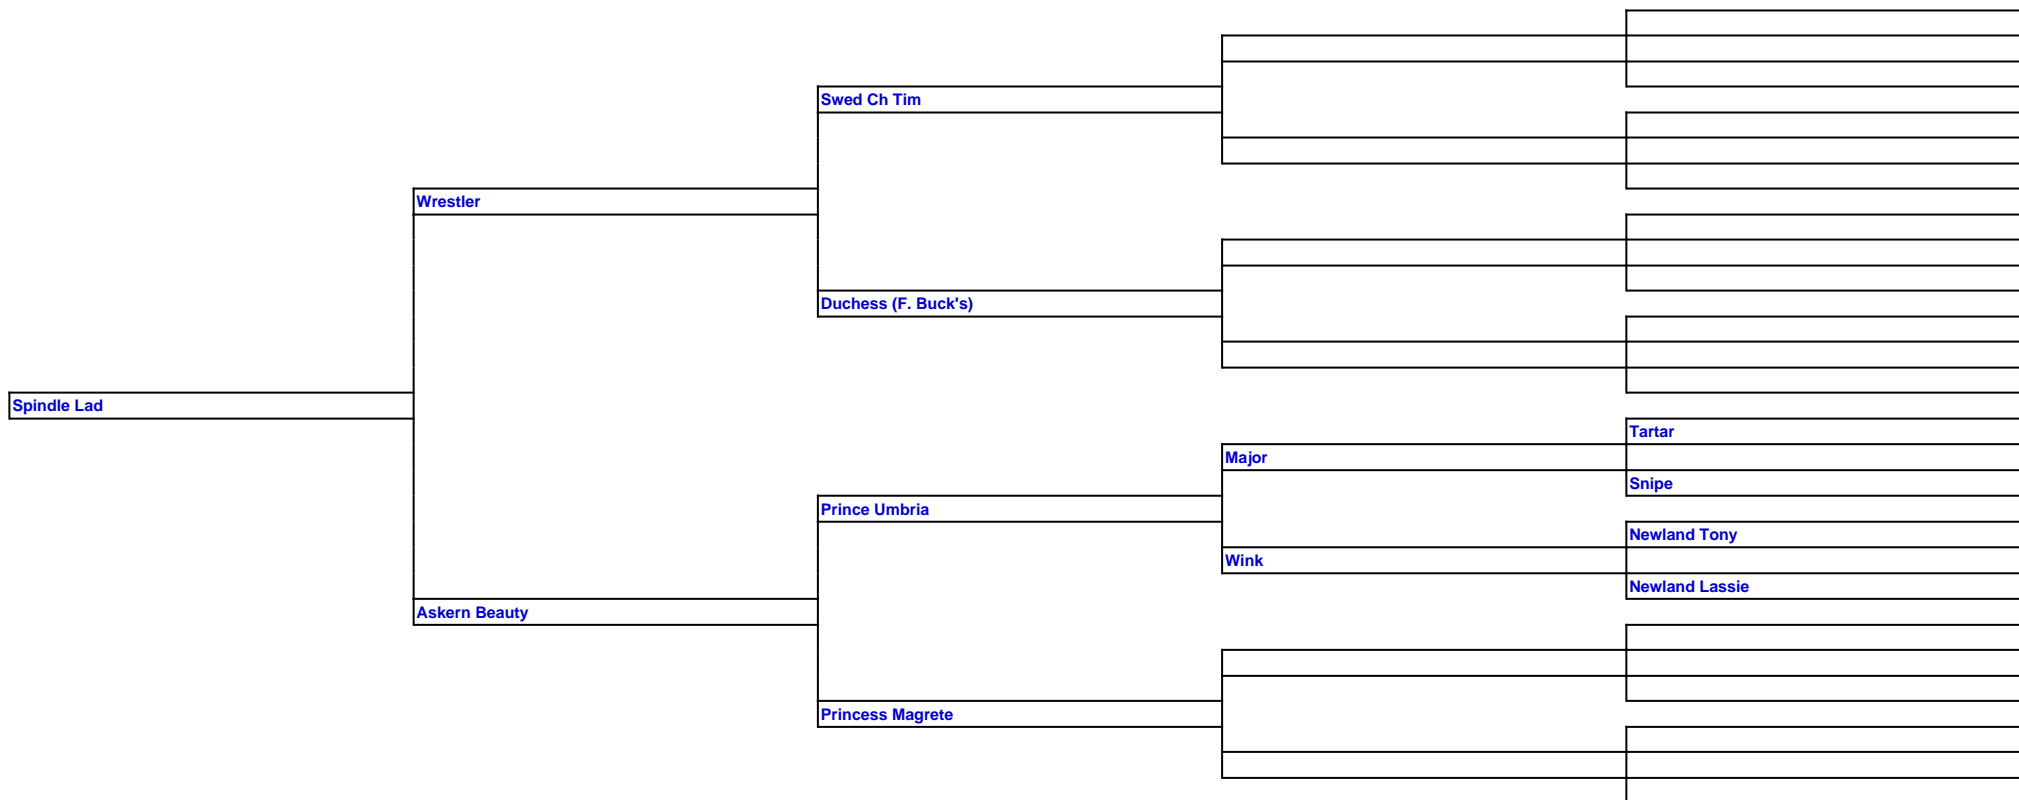 Swed Ch Tim
Wrestler
Duchess (F. Buck's)
Spindle Lad
Tartar
Major
Snipe
Prince Umbria
Newland Tony
Wink
Newland Lassie
Askern Beauty
Princess Magrete